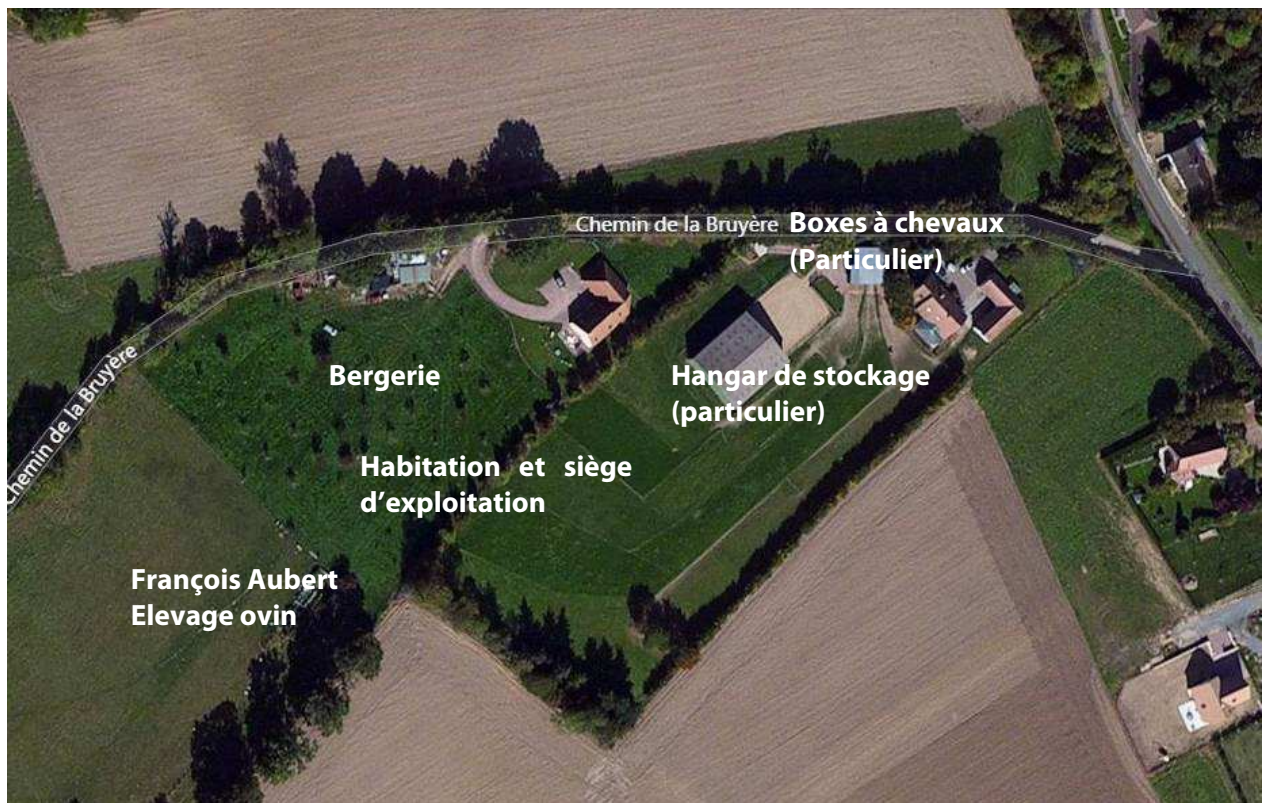 Chemin de la Bruyère
Boxes à chevaux
(Particulier)
Chemin de la Bruyère
Bergerie
Hangar de stockage
(particulier)
Habitation et siège
d'exploitation
François Aubert
Elevage ovin